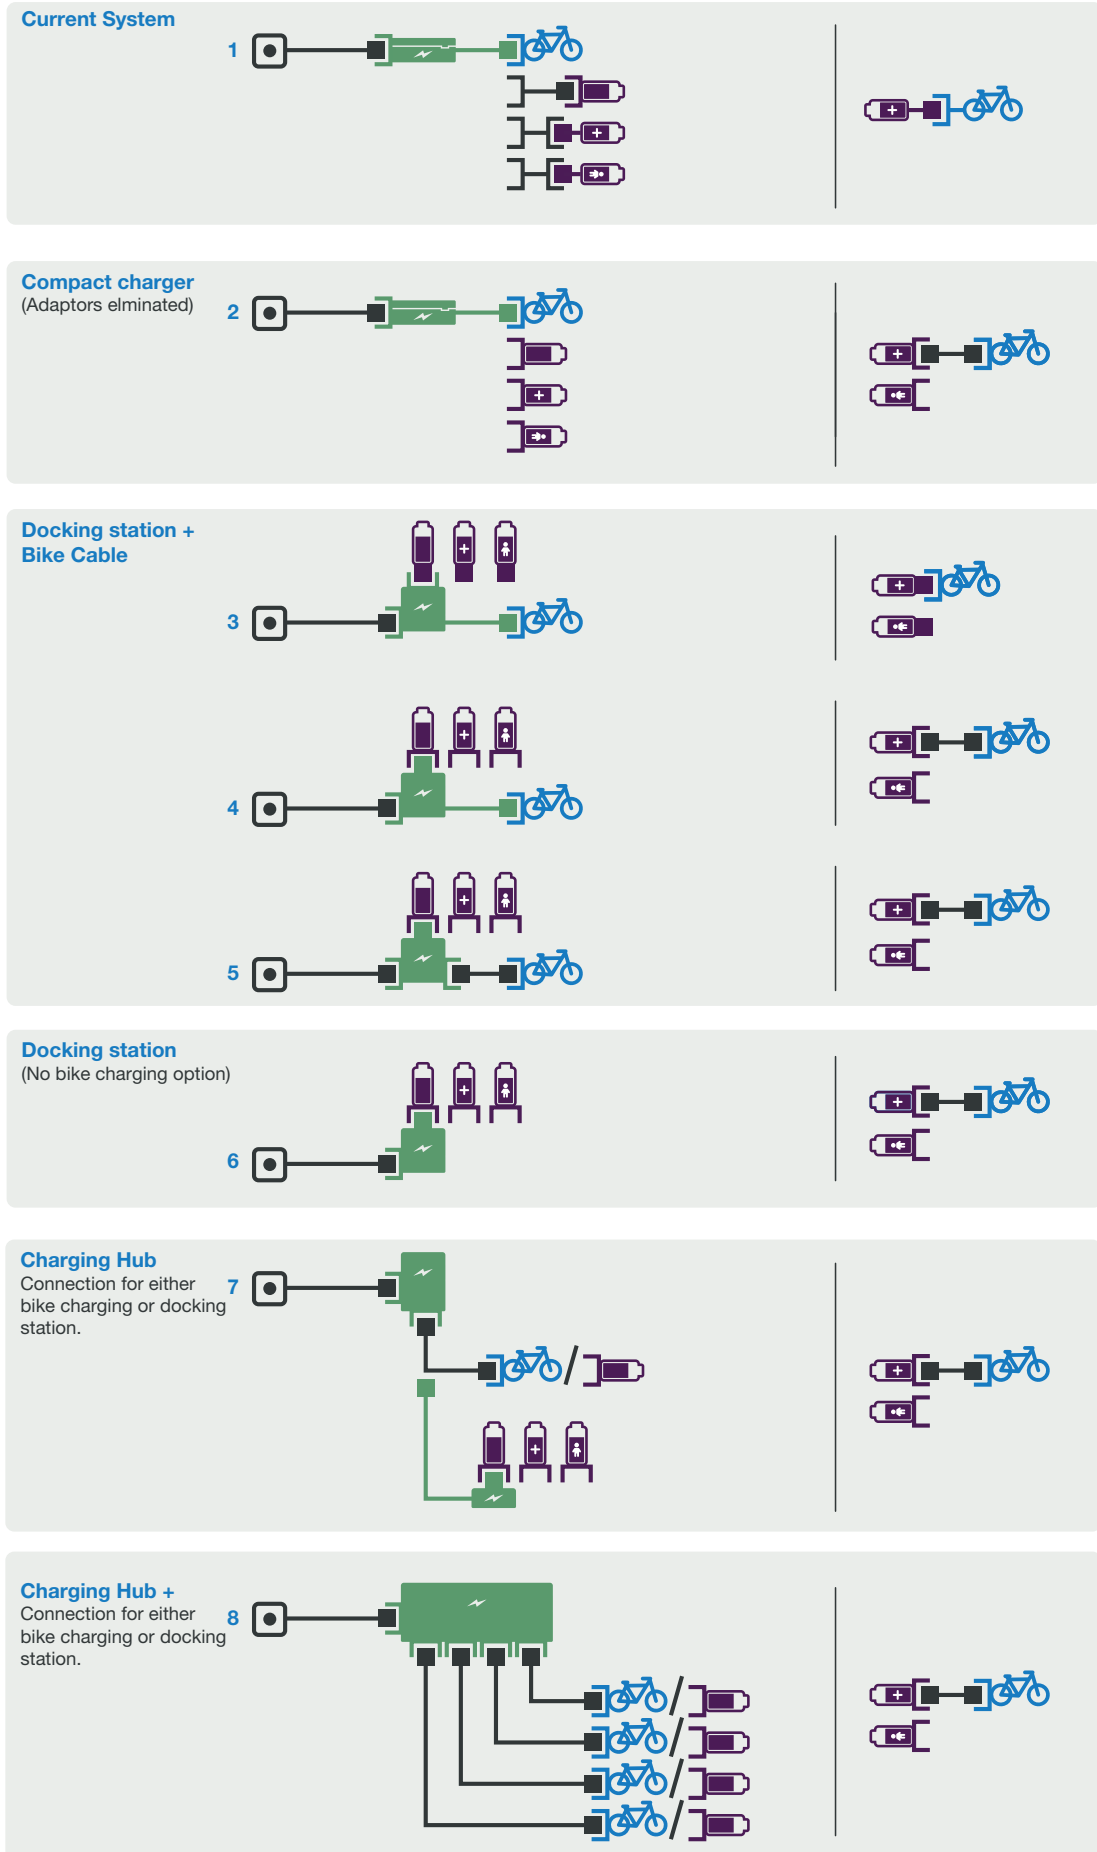 Current System
1
Compact charger
(Adaptors elminated)
2
Docking station +
Bike Cable
3
4
5
Docking station
(No bike charging option)
6
Charging Hub
Connection for either
bike charging or docking
station.
7
Charging Hub +
Connection for either
bike charging or docking
station.
8